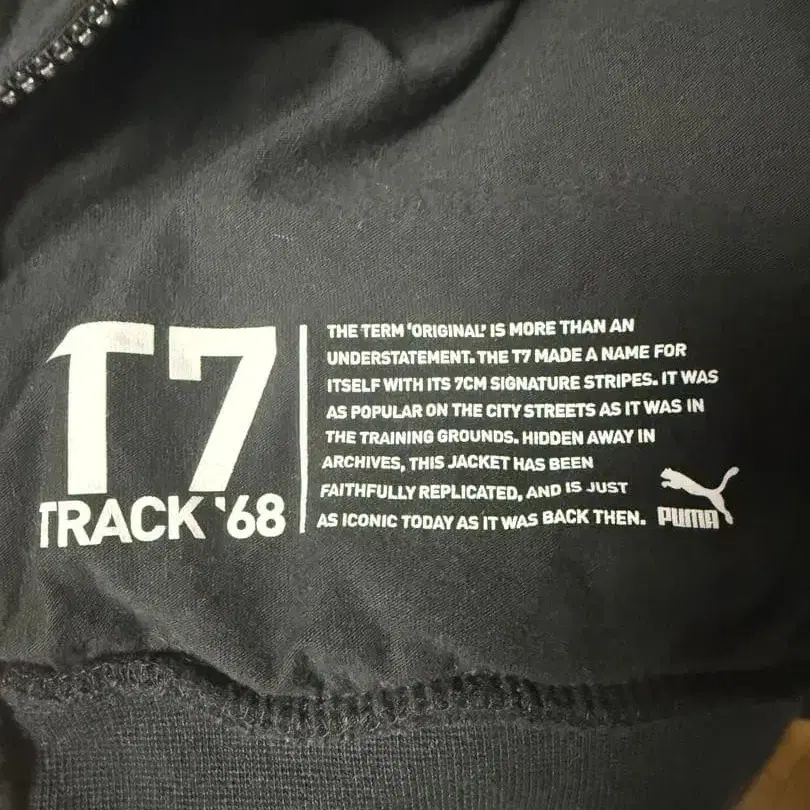 T7
TRACK '68
THE TERM 'ORIGINAL' IS MORE THAN AN
UNDERSTATEMENT. THE T7 MADE A NAME FOR
ITSELF WITH ITS 7CM SIGNATURE STRIPES. IT WAS
AS POPULAR ON THE CITY STREETS AS IT WAS IN
THE TRAINING GROUNDS. HIDDEN AWAY IN
ARCHIVES, THIS JACKET HAS BEEN
FAITHFULLY REPLICATED, AND IS JUST
AS ICONIC TODAY AS IT WAS BACK THEN.
PUMA